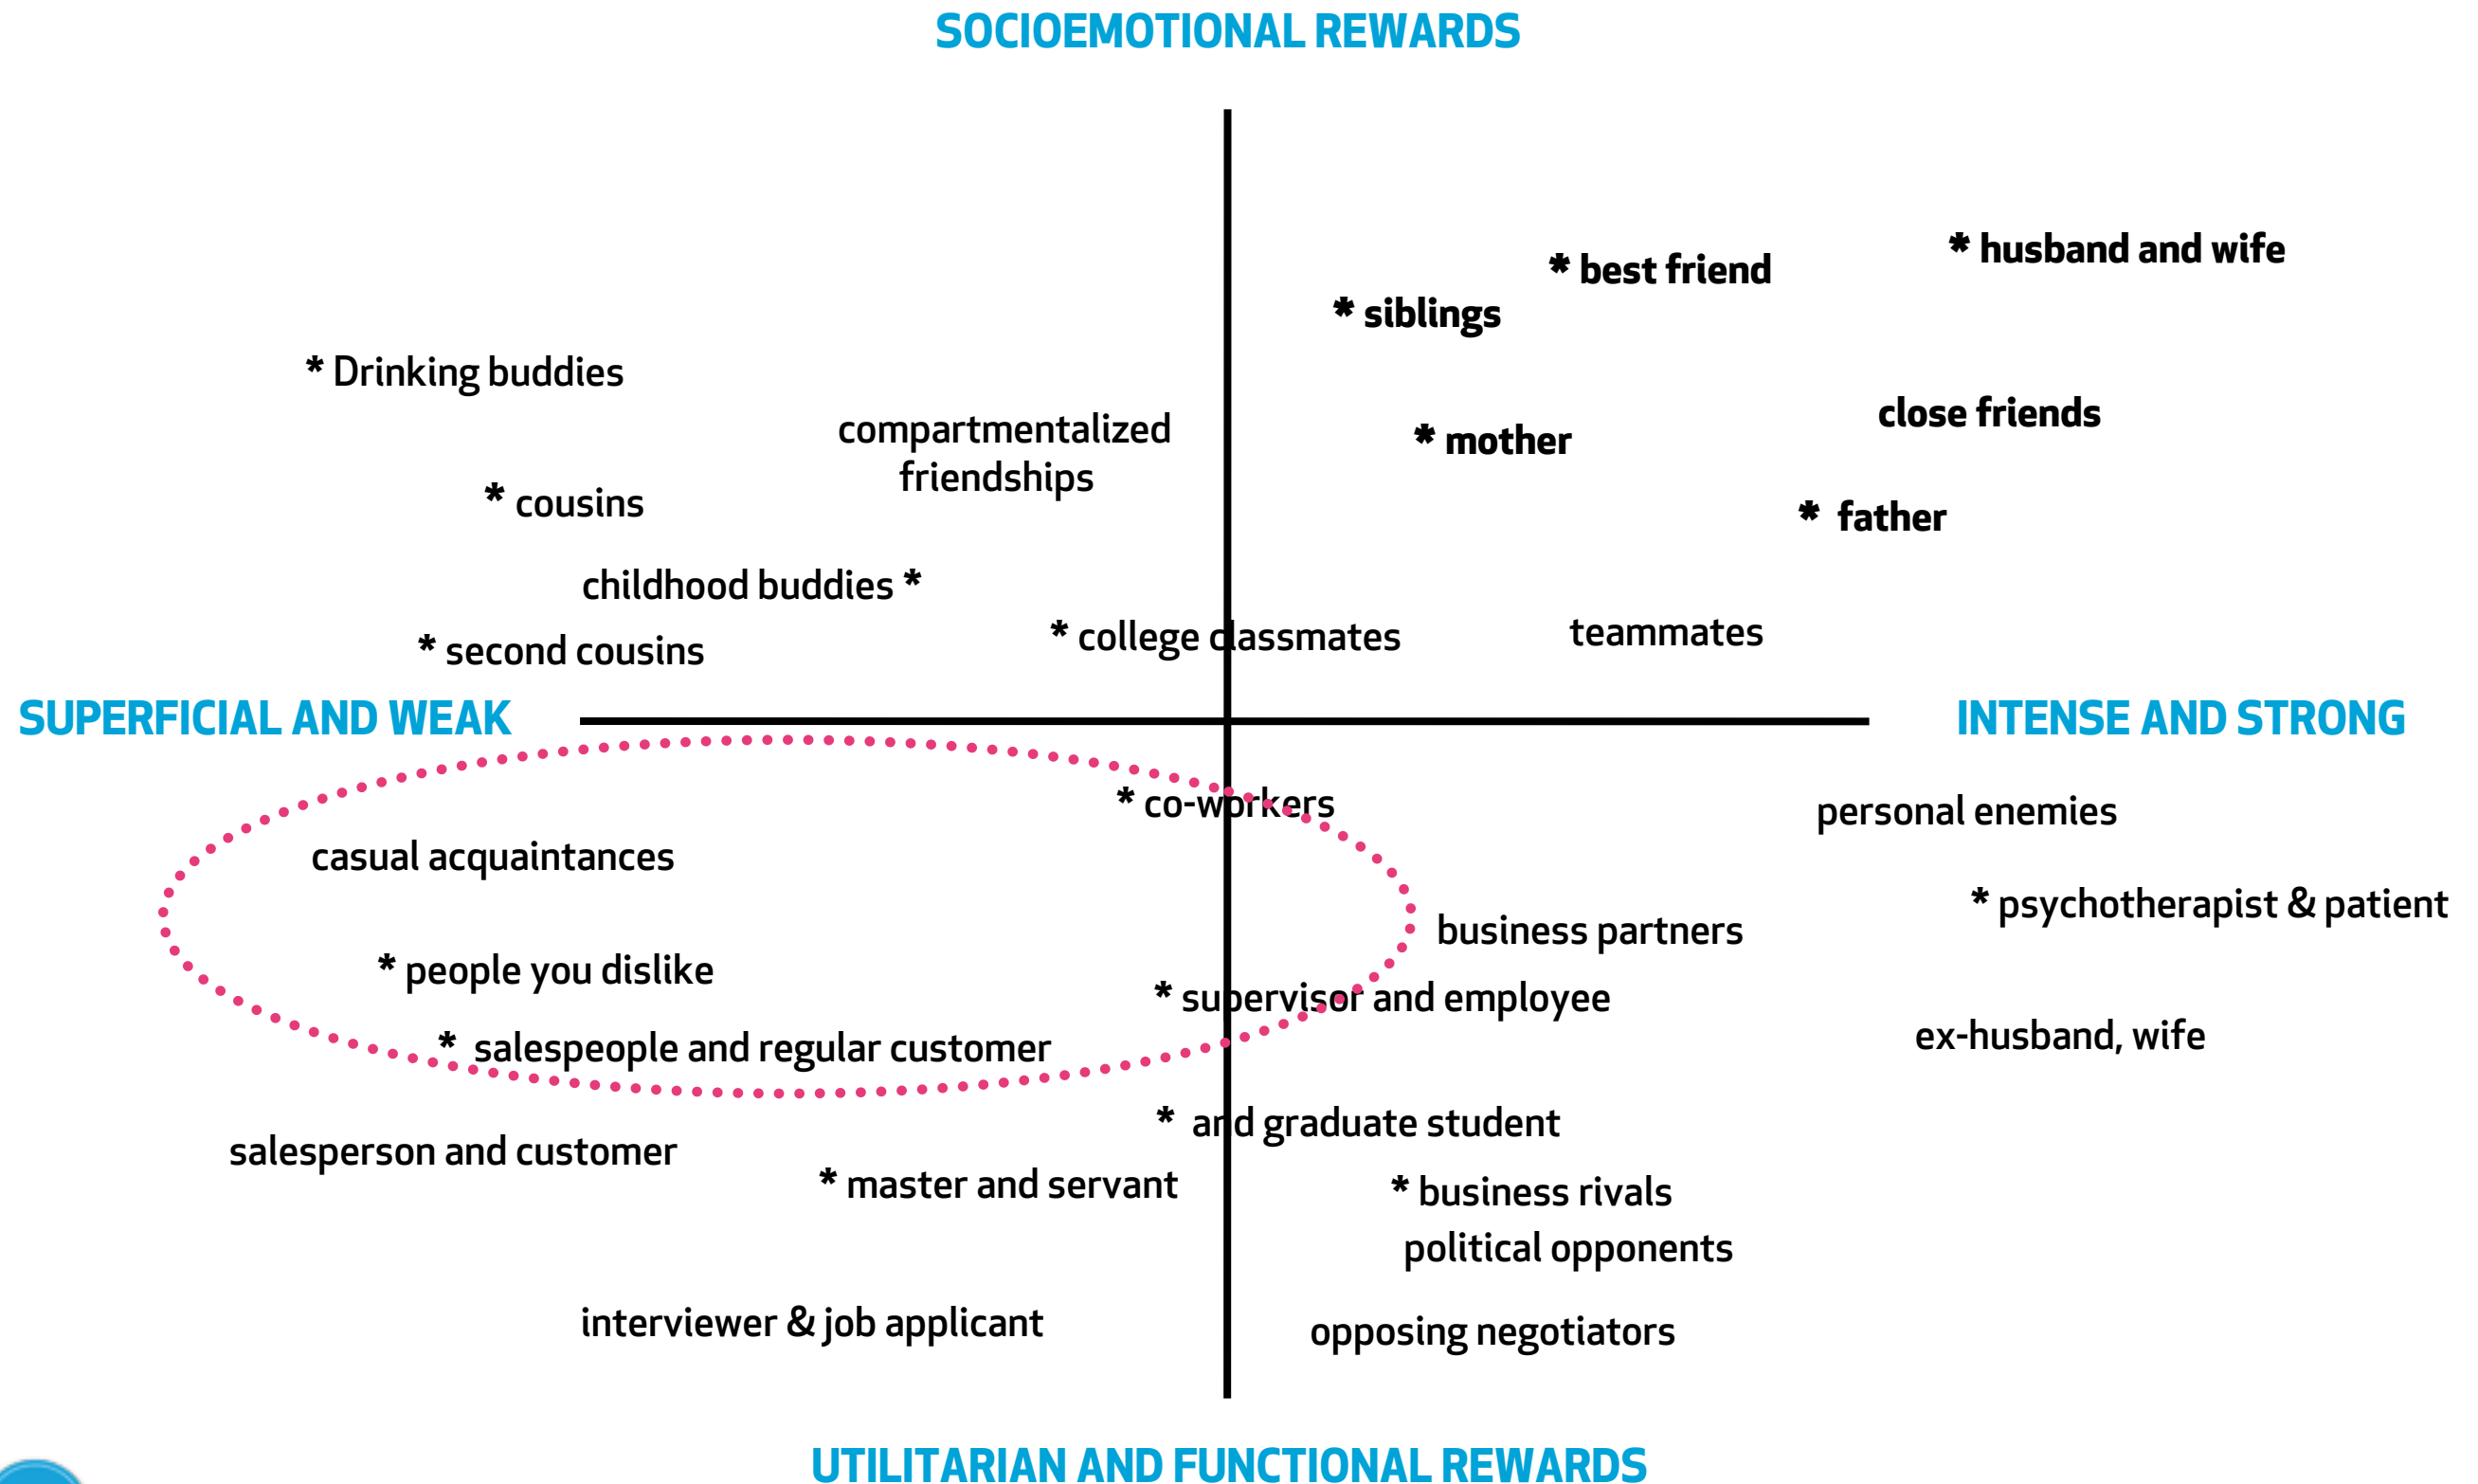 SOCIOEMOTIONAL REWARDS
* husband and wife
* best friend
* siblings
* Drinking buddies
close friends
compartmentalized
friendships
* mother
* cousins
* father
childhood buddies *
* college classmates
teammates
* second cousins
SUPERFICIAL AND WEAK
INTENSE AND STRONG
* co-workers
personal enemies
casual acquaintances
* psychotherapist & patient
business partners
* people you dislike
* supervisor and employee
ex-husband, wife
* salespeople and regular customer
* and graduate student
salesperson and customer
* master and servant
* business rivals
political opponents
interviewer & job applicant
opposing negotiators
UTILITARIAN AND FUNCTIONAL REWARDS